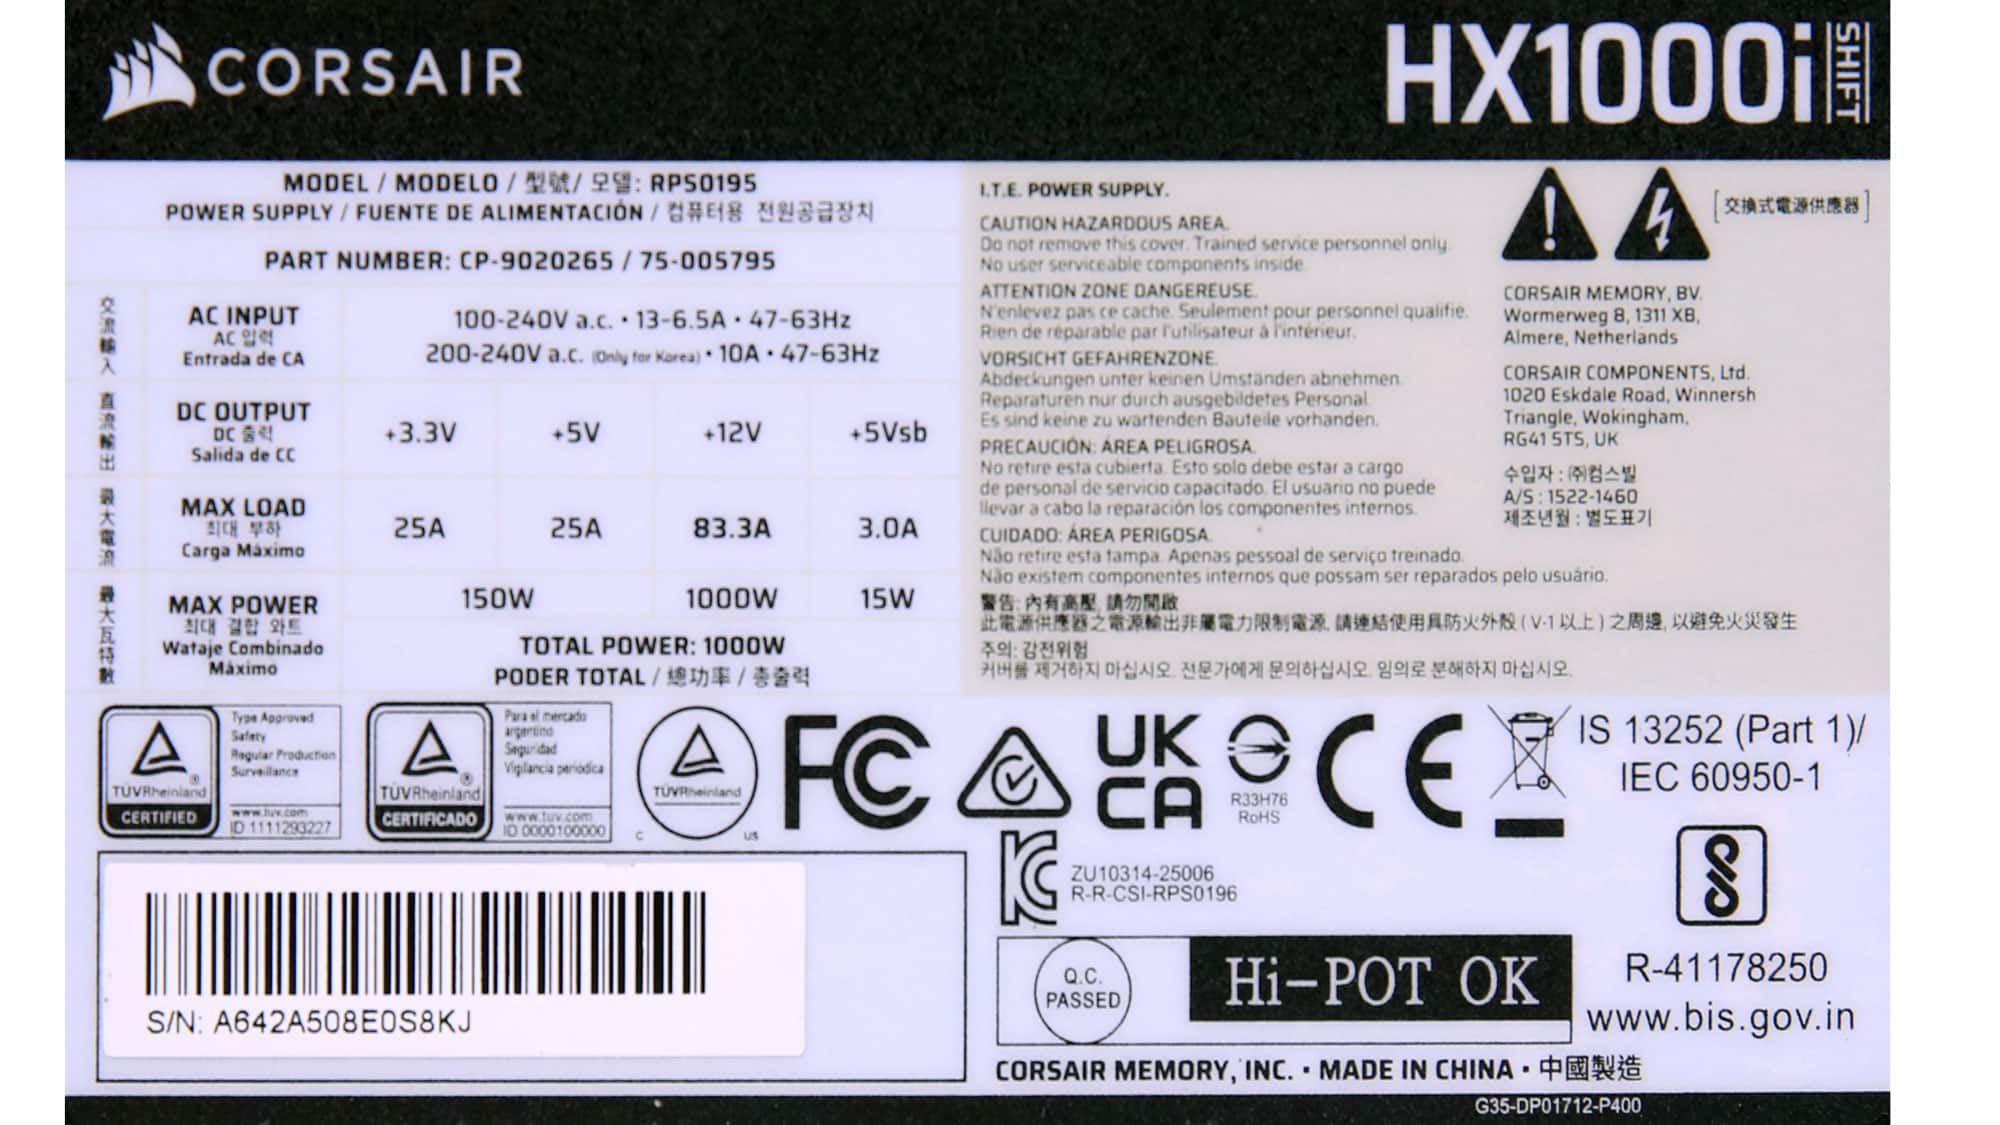 CORSAIR
HX1000i SHIFT
MODEL / MODELO / 型號/ 모델: RPS0195
POWER SUPPLY / FUENTE DE ALIMENTACIÓN / 컴퓨터용 전원공급장치
PART NUMBER: CP-9020265 / 75-005795
交流輸入
AC INPUT
AC 입력
Entrada de CA
100-240V a.c. • 13-6.5A • 47-63Hz
200-240V a.c. (Only for Korea) • 10A • 47-63Hz
直流輸出
DC OUTPUT
DC 출력
Salida de CC
+3.3V +5V +12V +5Vsb
最大電流
MAX LOAD
최대 부하
Carga Máximo
25A 25A 83.3A 3.0A
最大瓦特數
MAX POWER
최대 결합 와트
Wataje Combinado
Máximo
150W 1000W 15W
TOTAL POWER: 1000W
PODER TOTAL / 總功率 / 총출력
I.T.E. POWER SUPPLY.
CAUTION HAZARDOUS AREA.
Do not remove this cover. Trained service personnel only.
No user serviceable components inside.
ATTENTION ZONE DANGEREUSE.
N'enlevez pas ce cache. Seulement pour personnel qualifié.
Rien de réparable par l'utilisateur à l'intérieur.
VORSICHT GEFAHRENZONE.
Abdeckungen unter keinen Umständen abnehmen.
Reparaturen nur durch ausgebildetes Personal.
Es sind keine zu wartenden Bauteile vorhanden.
PRECAUCIÓN: ÁREA PELIGROSA.
No retire esta cubierta. Esto solo debe estar a cargo
de personal de servicio capacitado. El usuario no puede
llevar a cabo la reparación los componentes internos.
CUIDADO: ÁREA PERIGOSA.
Não retire esta tampa. Apenas pessoal de serviço treinado.
Não existem componentes internos que possam ser reparados pelo usuário.
警告: 內有高壓, 請勿開啟
此電源供應器之電源輸出非屬電力限制電源, 請連結使用具防火外殼 ( V-1 以上 ) 之周邊, 以避免火災發生
주의: 감전위험
커버를 제거하지 마십시오. 전문가에게 문의하십시오. 임의로 분해하지 마십시오.
[交換式電源供應器]
CORSAIR MEMORY, BV.
Wormerweg 8, 1311 XB,
Almere, Netherlands
CORSAIR COMPONENTS, Ltd.
1020 Eskdale Road, Winnersh
Triangle, Wokingham,
RG41 5TS, UK
수입자 : ㈜컴스빌
A/S : 1522-1460
제조년월 : 별도표기
TÜVRheinland
®
CERTIFIED
Type Approved
Safety
Regular Production
Surveillance
www.tuv.com
ID 1111293227
TÜVRheinland
®
CERTIFICADO
Para el mercado
argentino
Seguridad
Vigilancia periódica
www.tuv.com
ID 0000100000
TÜVRheinland
C US
FC
UK
CA
R33H76
RoHS
CE
IS 13252 (Part 1)/
IEC 60950-1
ZU10314-25006
R-R-CSI-RPS0196
Q.C.
PASSED
Hi-POT OK
R-41178250
www.bis.gov.in
S/N: A642A508E0S8KJ
CORSAIR MEMORY, INC. • MADE IN CHINA • 中國製造
G35-DP01712-P400